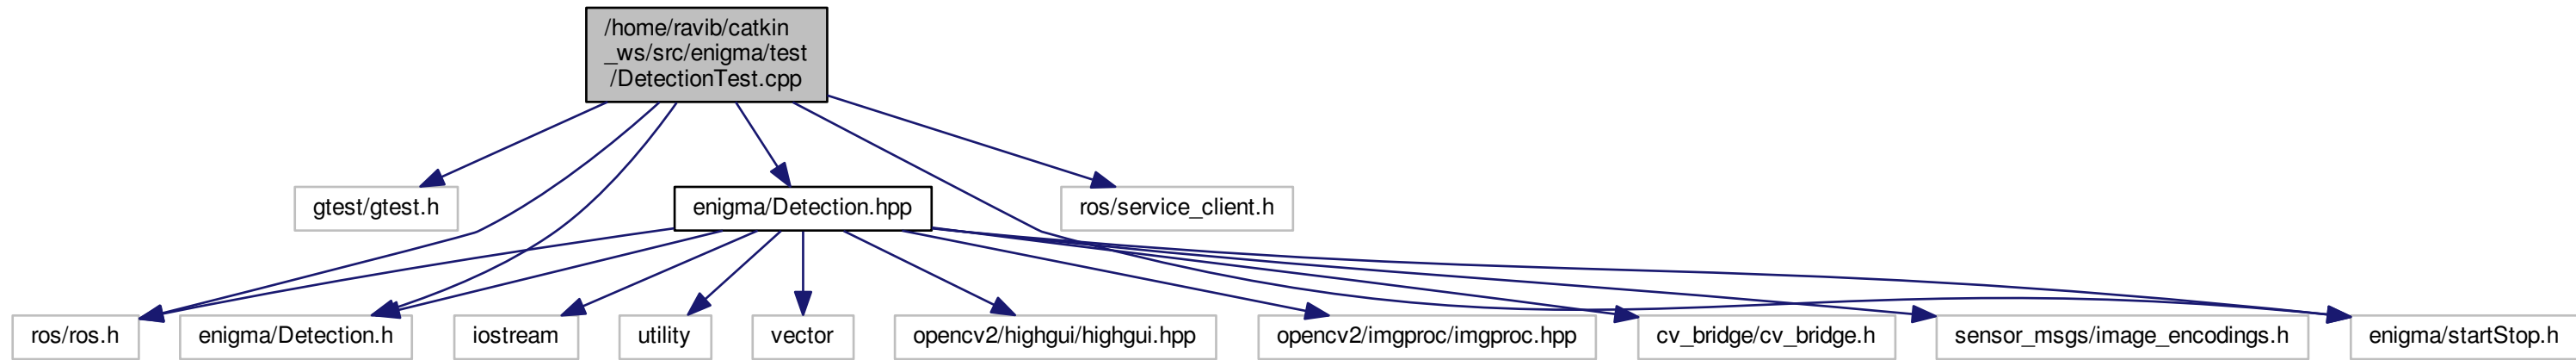 /home/ravib/catkin
_ws/src/enigma/test
/DetectionTest.cpp
gtest/gtest.h
enigma/Detection.hpp
ros/service_client.h
ros/ros.h
enigma/Detection.h
iostream
utility
vector
opencv2/highgui/highgui.hpp
opencv2/imgproc/imgproc.hpp
cv_bridge/cv_bridge.h
sensor_msgs/image_encodings.h
enigma/startStop.h